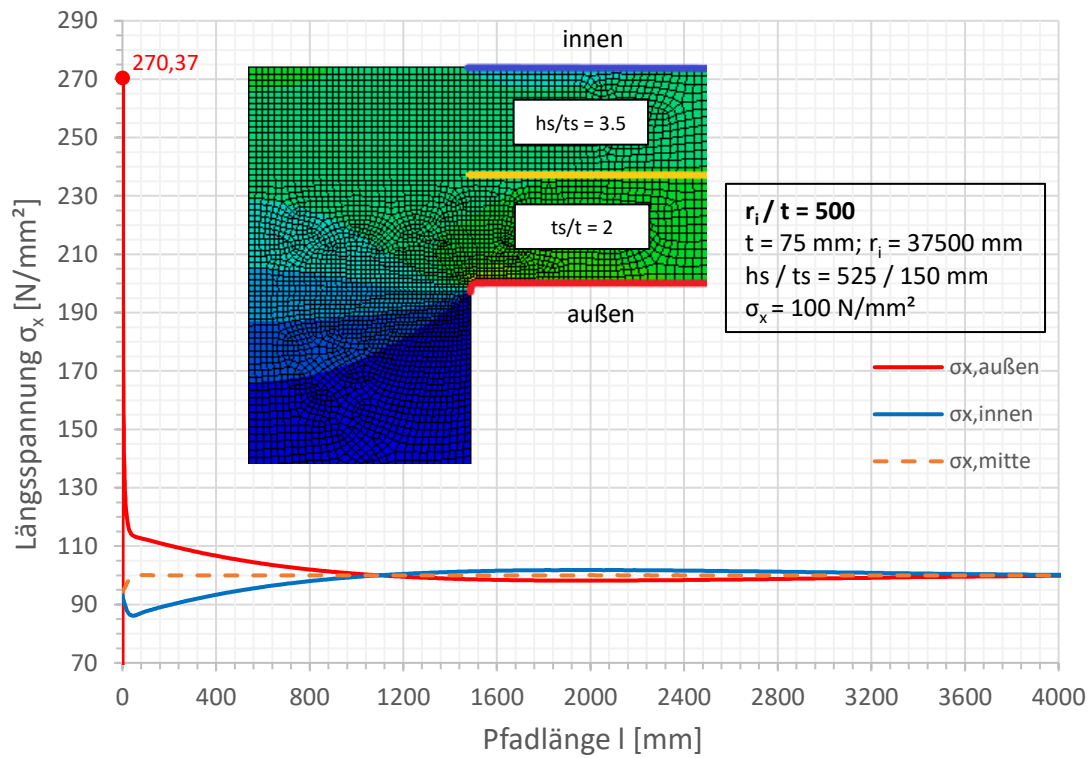 290
270
250
230
210
190
170
150
130
110
90
70
Längsspannung σx [N/mm²]
270,37
innen
hs/ts = 3.5
ts/t = 2
außen
ri / t = 500
t = 75 mm; ri = 37500 mm
hs / ts = 525 / 150 mm
σx = 100 N/mm²
σx,außen
σx,innen
σx,mitte
0 400 800 1200 1600 2000 2400 2800 3200 3600 4000
Pfadlänge l [mm]